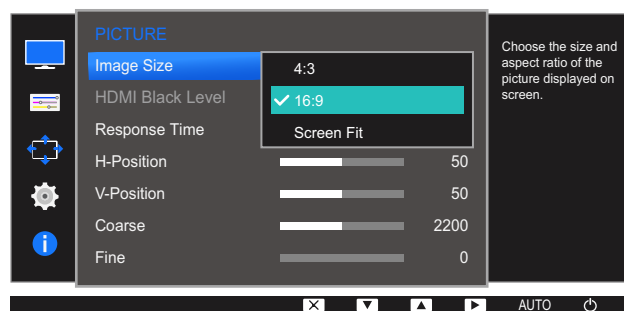 PICTURE
Image Size
4:3
HDMI Black Level
16:9
Response Time
Screen Fit
H-Position 50
V-Position 50
Coarse 2200
Fine 0
Choose the size and
aspect ratio of the
picture displayed on
screen.
AUTO